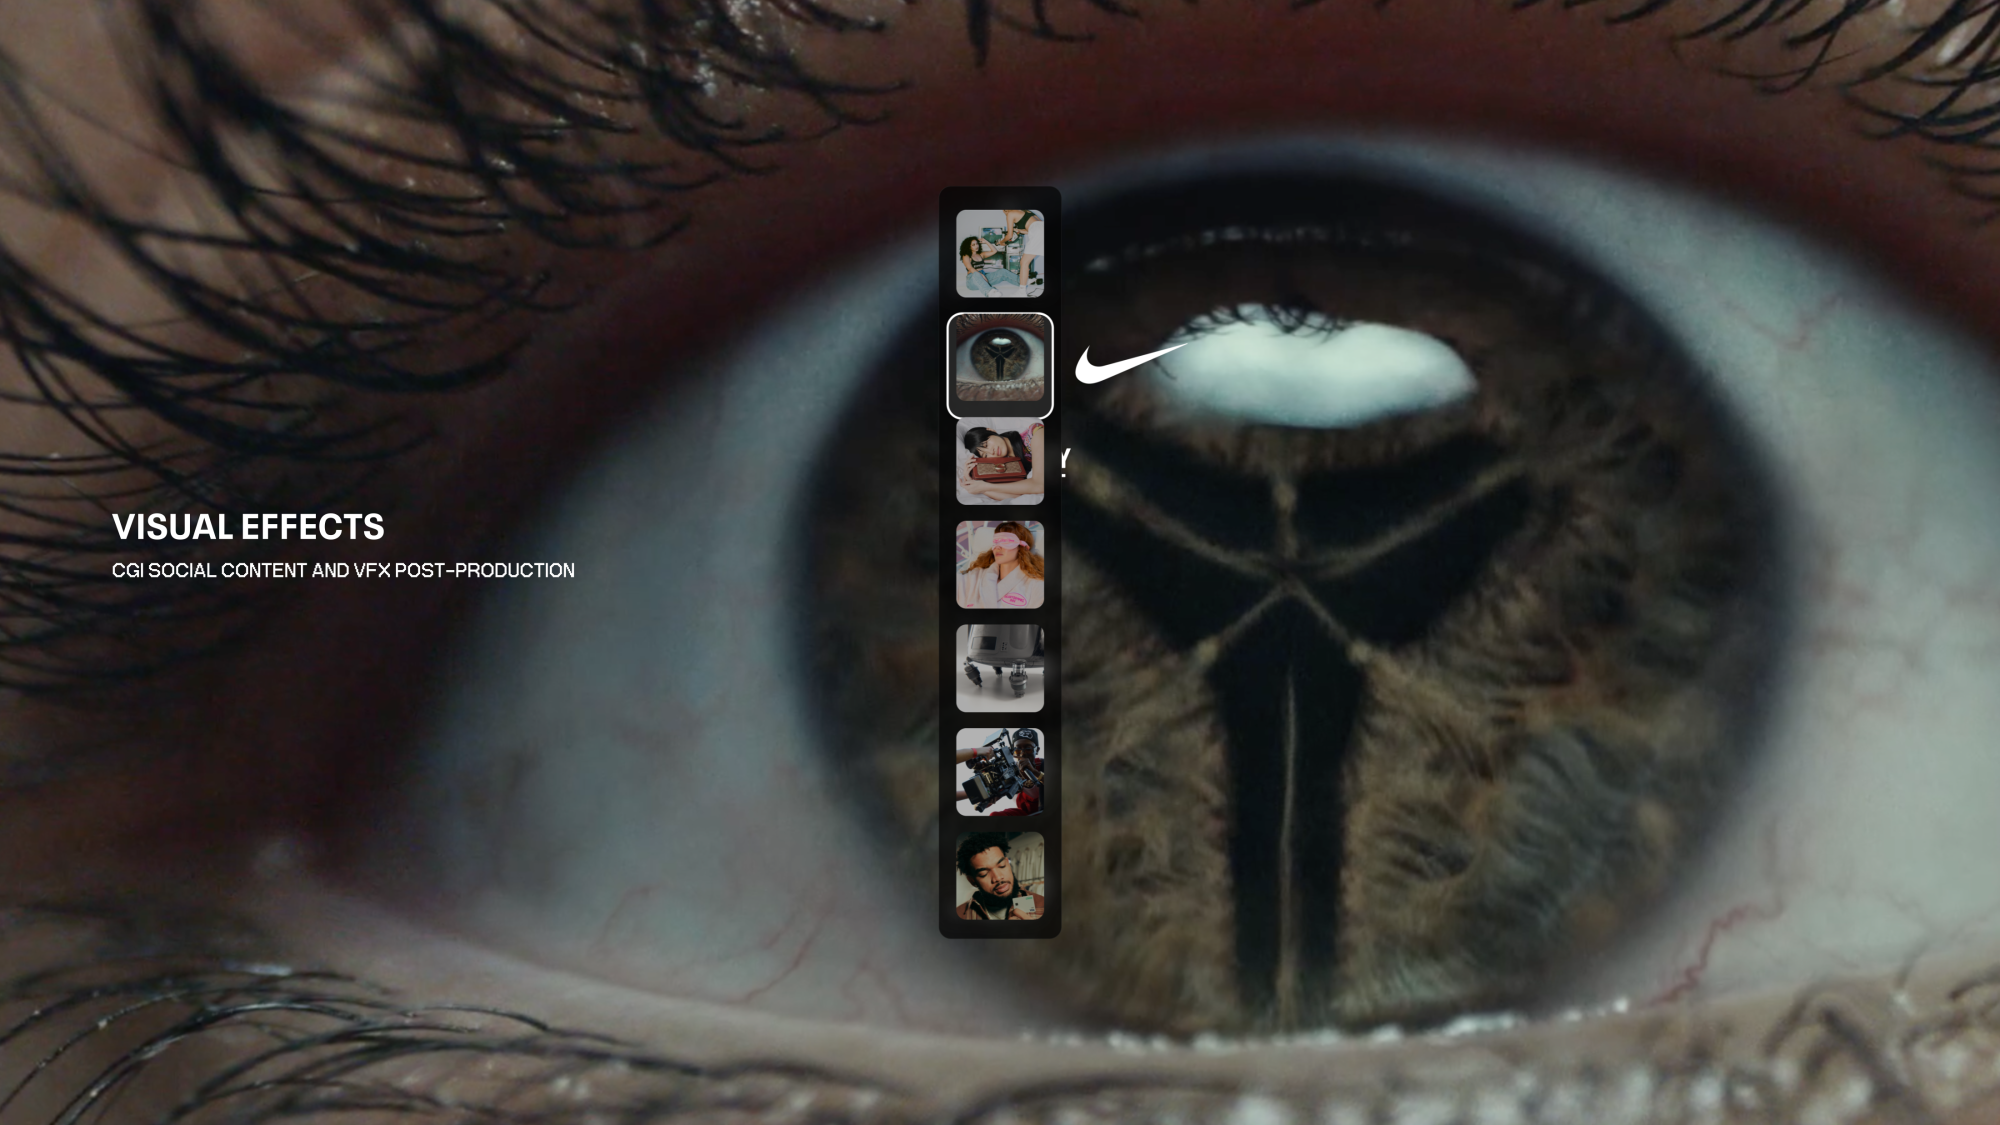 VISUAL EFFECTS
CGI SOCIAL CONTENT AND VFX POST-PRODUCTION